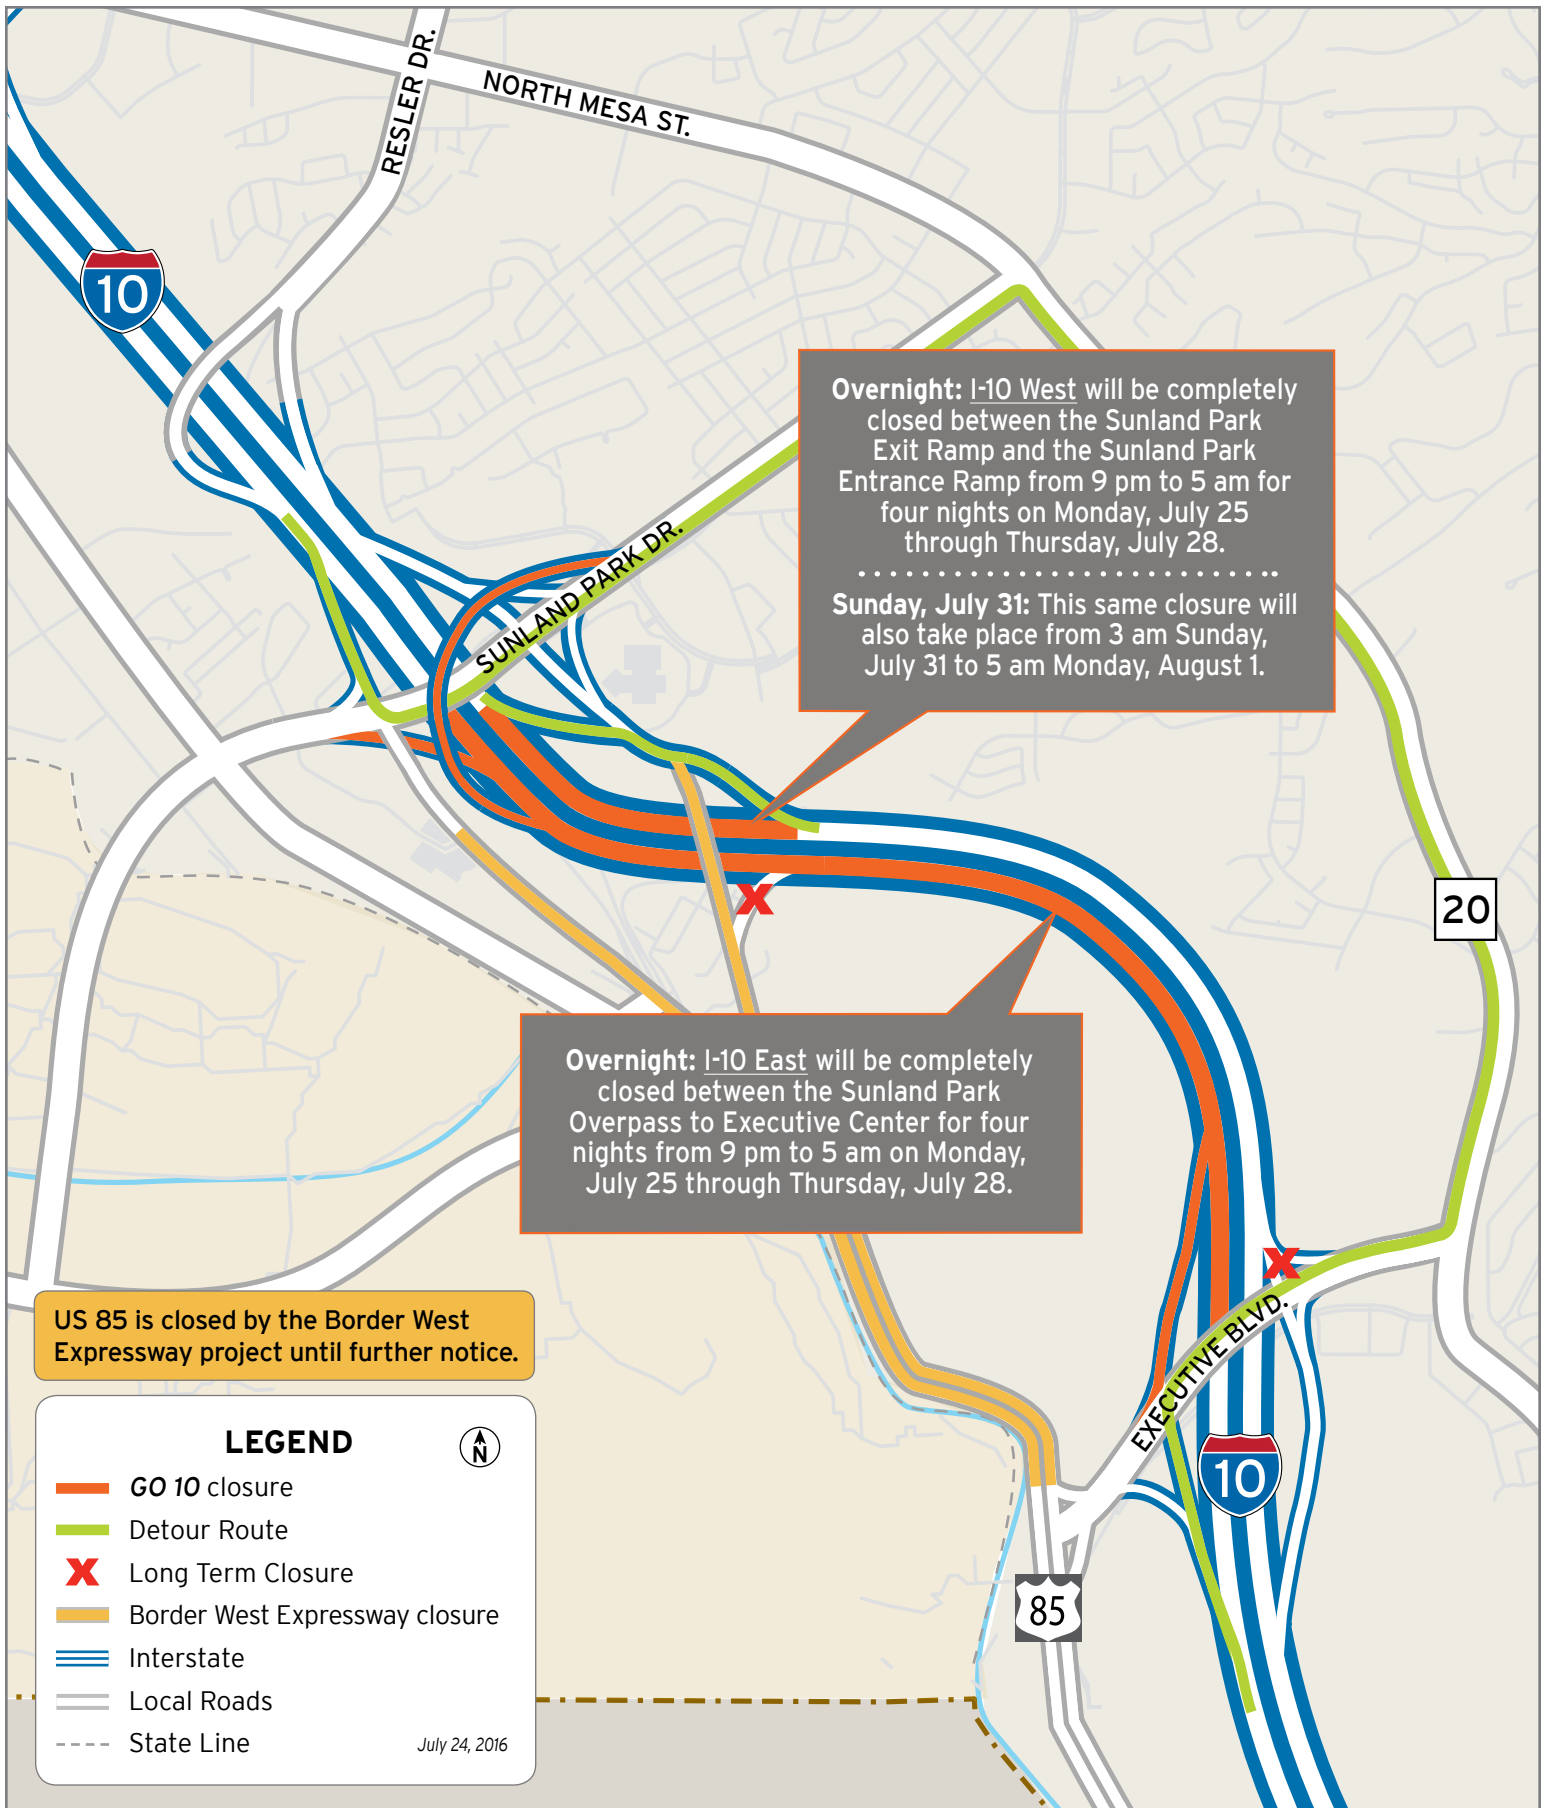 RESLER DR.
NORTH MESA ST.
10
Overnight: I-10 West will be completely
closed between the Sunland Park
Exit Ramp and the Sunland Park
Entrance Ramp from 9 pm to 5 am for
four nights on Monday, July 25
through Thursday, July 28.
Sunday, July 31: This same closure will
also take place from 3 am Sunday,
July 31 to 5 am Monday, August 1.
SUNLAND PARK DR.
20
Overnight: I-10 East will be completely
closed between the Sunland Park
Overpass to Executive Center for four
nights from 9 pm to 5 am on Monday,
July 25 through Thursday, July 28.
X
X
EXECUTIVE BLVD.
10
85
US 85 is closed by the Border West
Expressway project until further notice.
LEGEND
N
GO 10 closure
Detour Route
X Long Term Closure
Border West Expressway closure
Interstate
Local Roads
State Line
July 24, 2016